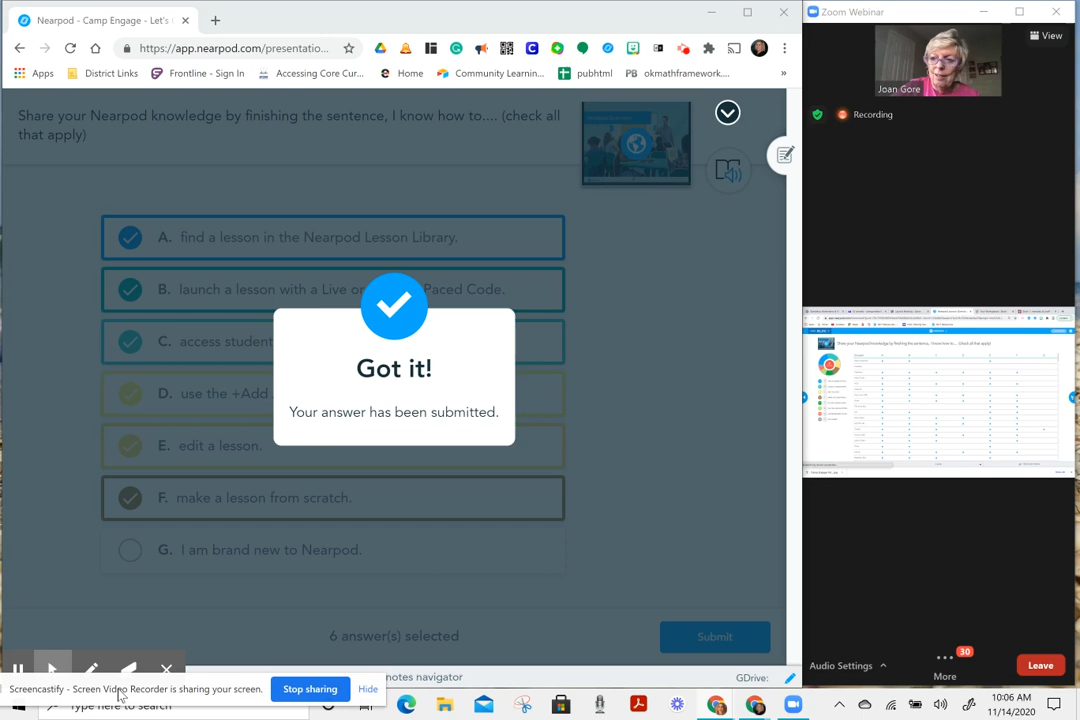 Nearpod - Camp Engage - Let's
https://app.nearpod.com/presentatio...
Apps
District Links
Frontline - Sign In
Accessing Core Cur...
Home
Community Learnin...
pubhtml
PB okmathframework....
»
Share your Nearpod knowledge by finishing the sentence, I know how to.... (check all
that apply)
A. find a lesson in the Nearpod Lesson Library.
B. launch a lesson with a Live or Paced Code.
C. access student
D. use the +Add
E. edit a lesson.
F. make a lesson from scratch.
G. I am brand new to Nearpod.
Got it!
Your answer has been submitted.
6 answer(s) selected
Submit
notes navigator
GDrive:
Screencastify - Screen Video Recorder is sharing your screen.
Stop sharing
Hide
Type here to search
Zoom Webinar
View
Joan Gore
Recording
Audio Settings
30
More
Leave
10:06 AM
11/14/2020